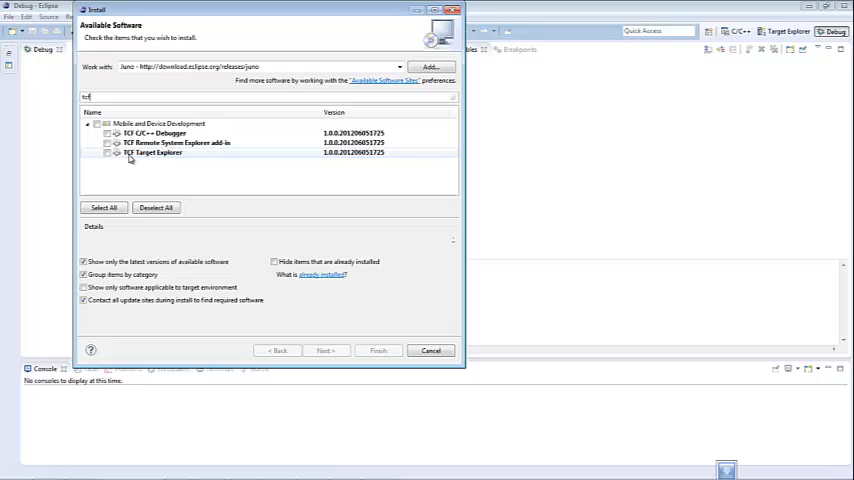 Debug - Eclipse
File Edit Source
Quick Access
C/C++
Target Explorer
Debug
Debug
Breakpoints
Install
Available Software
Check the items that you wish to install.
Work with: Juno - http://download.eclipse.org/releases/juno
Add...
Find more software by working with the "Available Software Sites" preferences.
tcf
Name Version
Mobile and Device Development
TCF C/C++ Debugger 1.0.0.201206051725
TCF Remote System Explorer add-in 1.0.0.201206051725
TCF Target Explorer 1.0.0.201206051725
Select All Deselect All
Details
Show only the latest versions of available software
Hide items that are already installed
Group items by category
What is already installed?
Show only software applicable to target environment
Contact all update sites during install to find required software
< Back Next > Finish Cancel
Console
No consoles to display at this time.